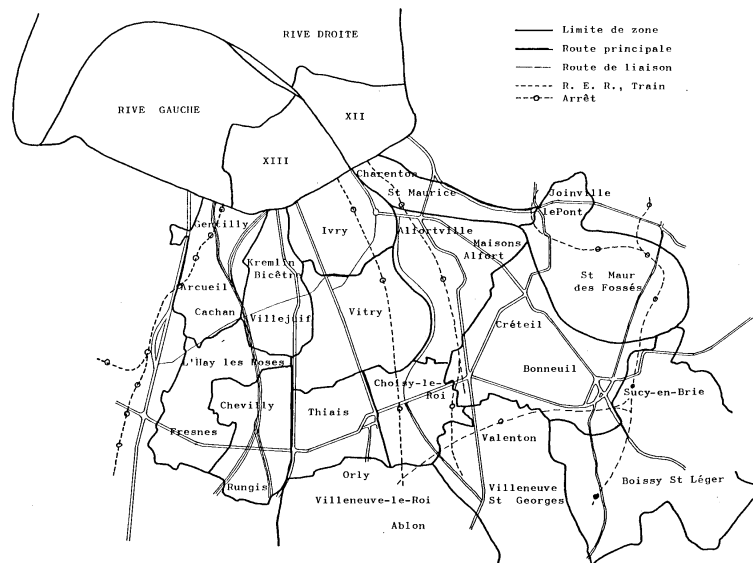 RIVE DROITE
Limite de zone
Route principale
Route de liaison
R. E. R., Train
Arrêt
RIVE GAUCHE
XII
XIII
Charenton
St Maurice
Joinville
lePont
Gentilly
Ivry
Alfortville
Maisons
Alfort
Kremlin
Bicêtre
St Maur
des Fossés
Arcueil
Cachan
Villejuif
Vitry
Créteil
Bonneuil
L'Hay les Roses
Choisy-le-
Roi
Sucy-en-Brie
Chevilly
Thiais
Fresnes
Valenton
Orly
Rungis
Villeneuve-le-Roi
Villeneuve
St Georges
Boissy St Léger
Ablon